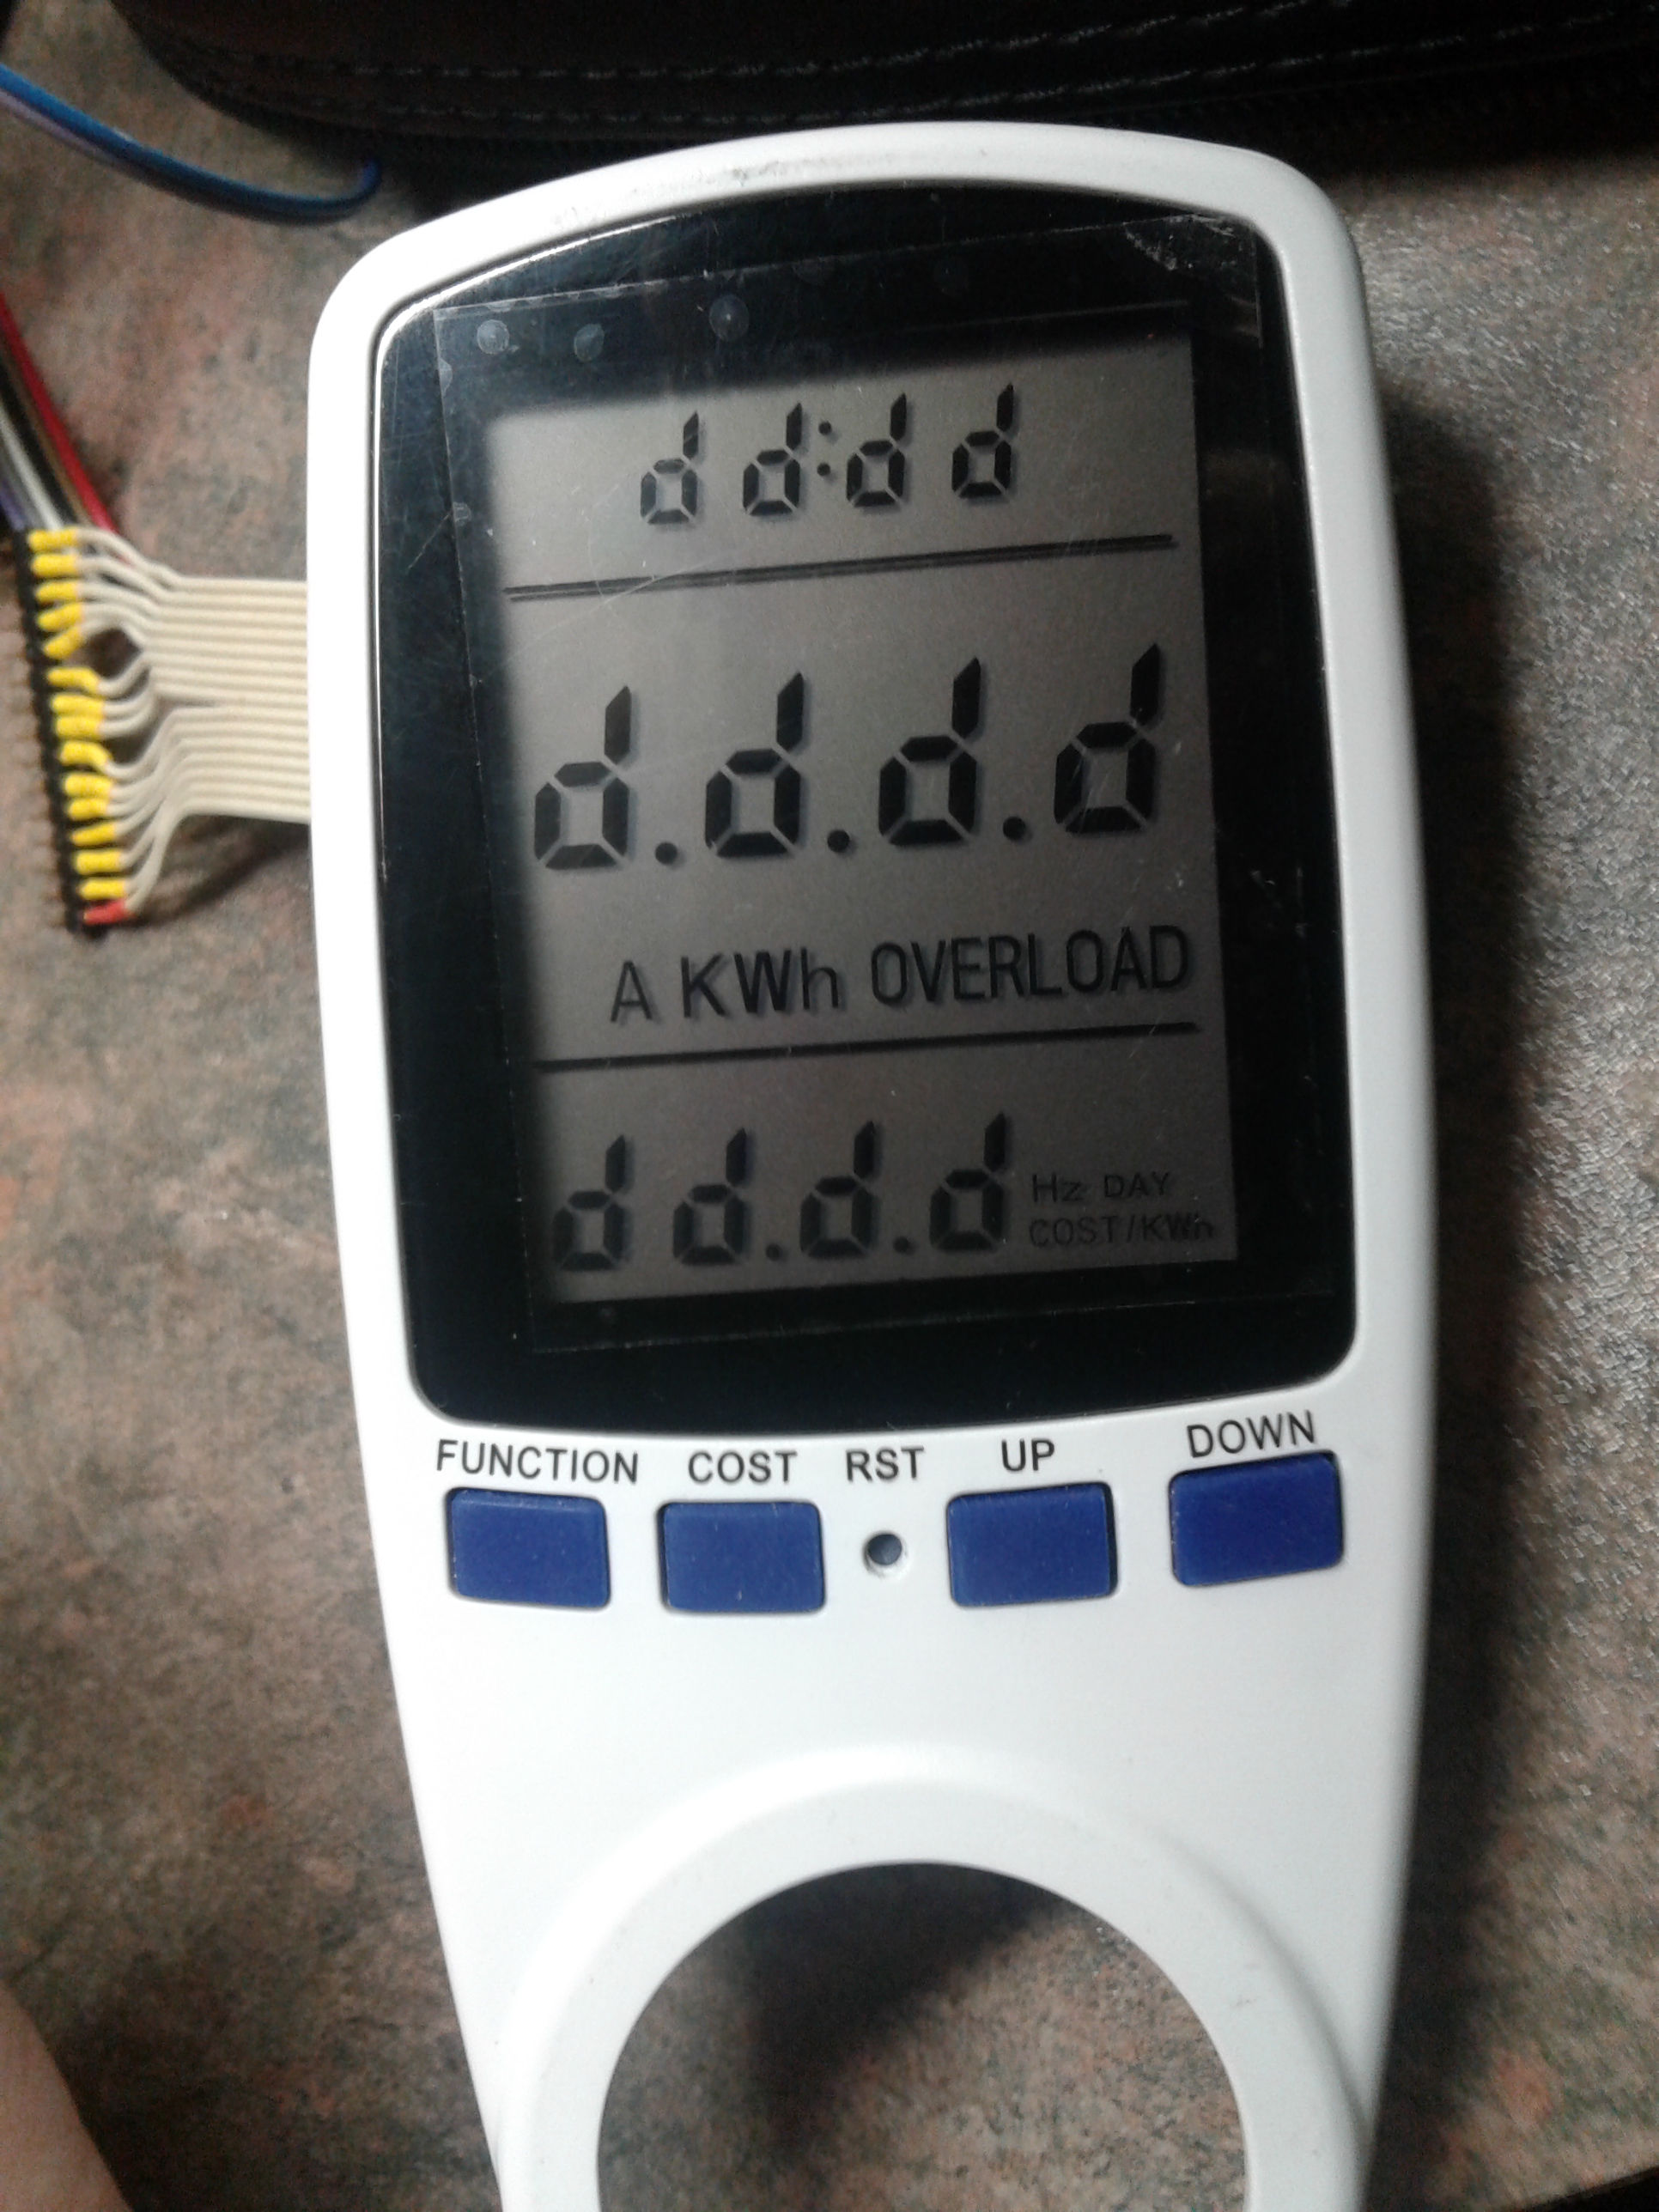 dd:dd
d.d.d.d
A KWh OVERLOAD
dd.d.d Hz DAY
COST/KWh
FUNCTION COST RST UP DOWN